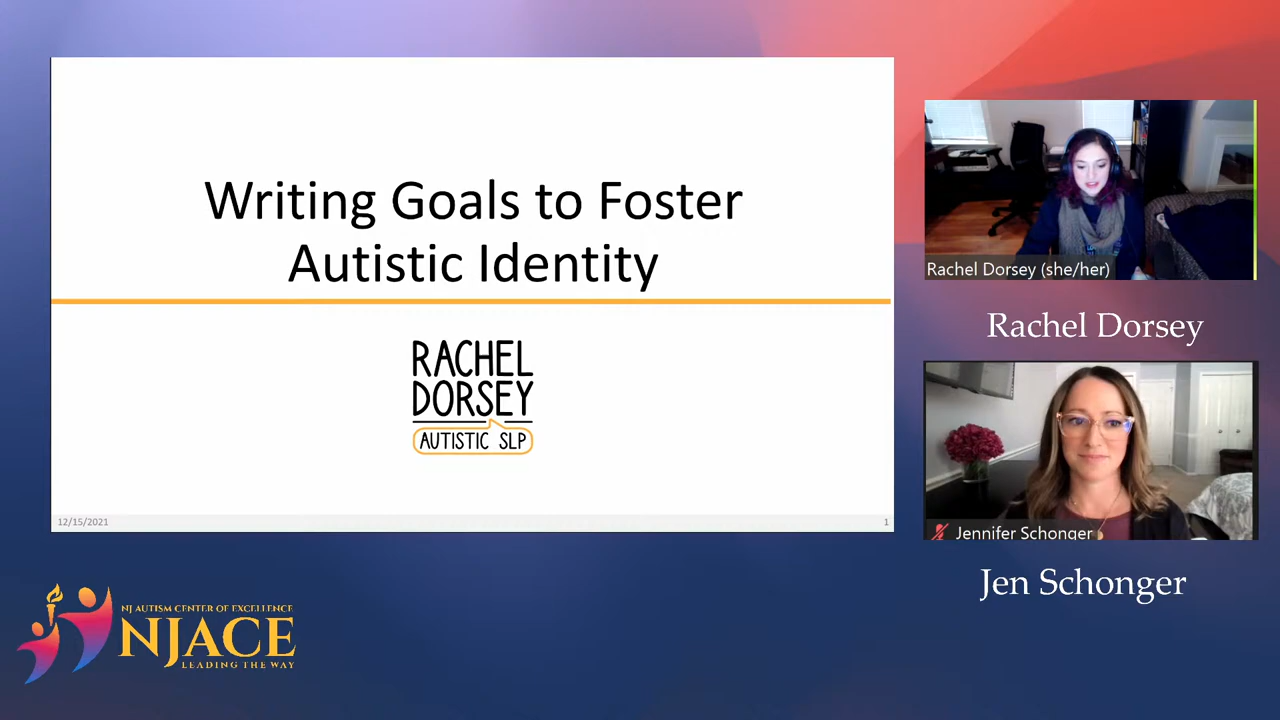 Writing Goals to Foster
Autistic Identity
RACHEL
DORSEY
AUTISTIC SLP
12/15/2021
1
Rachel Dorsey (she/her)
Rachel Dorsey
Jennifer Schonger
Jen Schonger
NJ AUTISM CENTER OF EXCELLENCE
NJACE
LEADING THE WAY